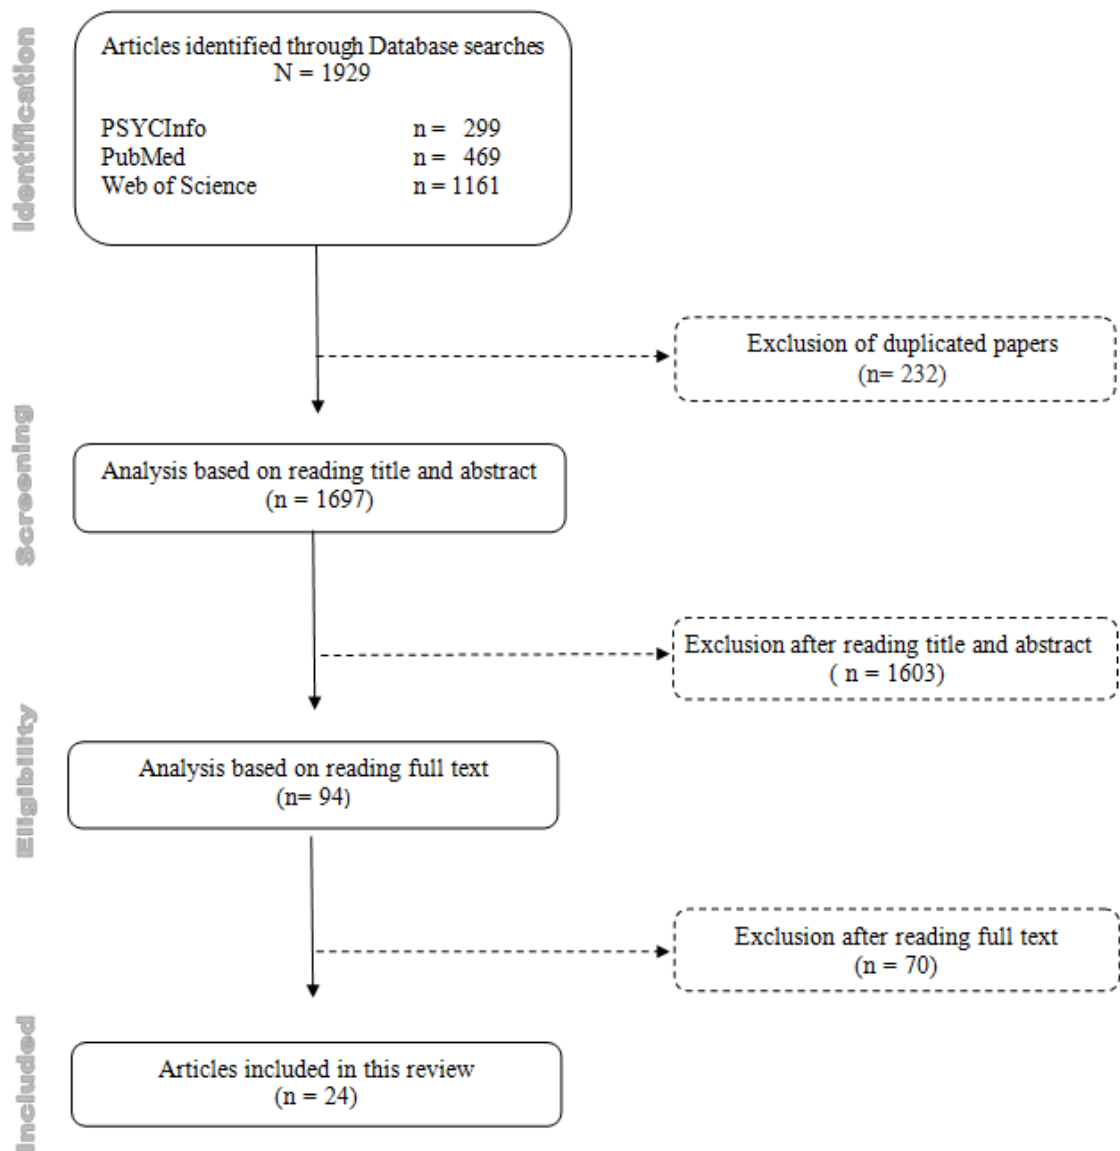 Identification
Articles identified through Database searches
N = 1929
PSYCInfo n = 299
PubMed n = 469
Web of Science n = 1161
Exclusion of duplicated papers
(n= 232)
Screening
Analysis based on reading title and abstract
(n = 1697)
Exclusion after reading title and abstract
( n = 1603)
Eligibility
Analysis based on reading full text
(n= 94)
Exclusion after reading full text
(n = 70)
Included
Articles included in this review
(n = 24)